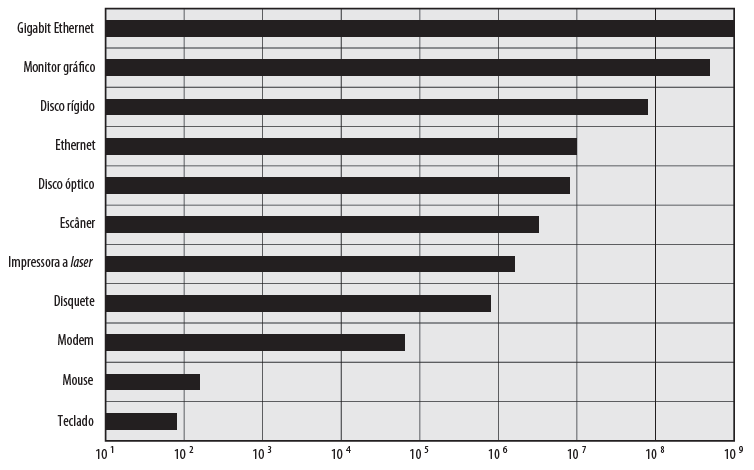 Gigabit Ethernet
Monitor gráfico
Disco rígido
Ethernet
Disco óptico
Escâner
Impressora a laser
Disquete
Modem
Mouse
Teclado
10¹ 10² 10³ 10⁴ 10⁵ 10⁶ 10⁷ 10⁸ 10⁹